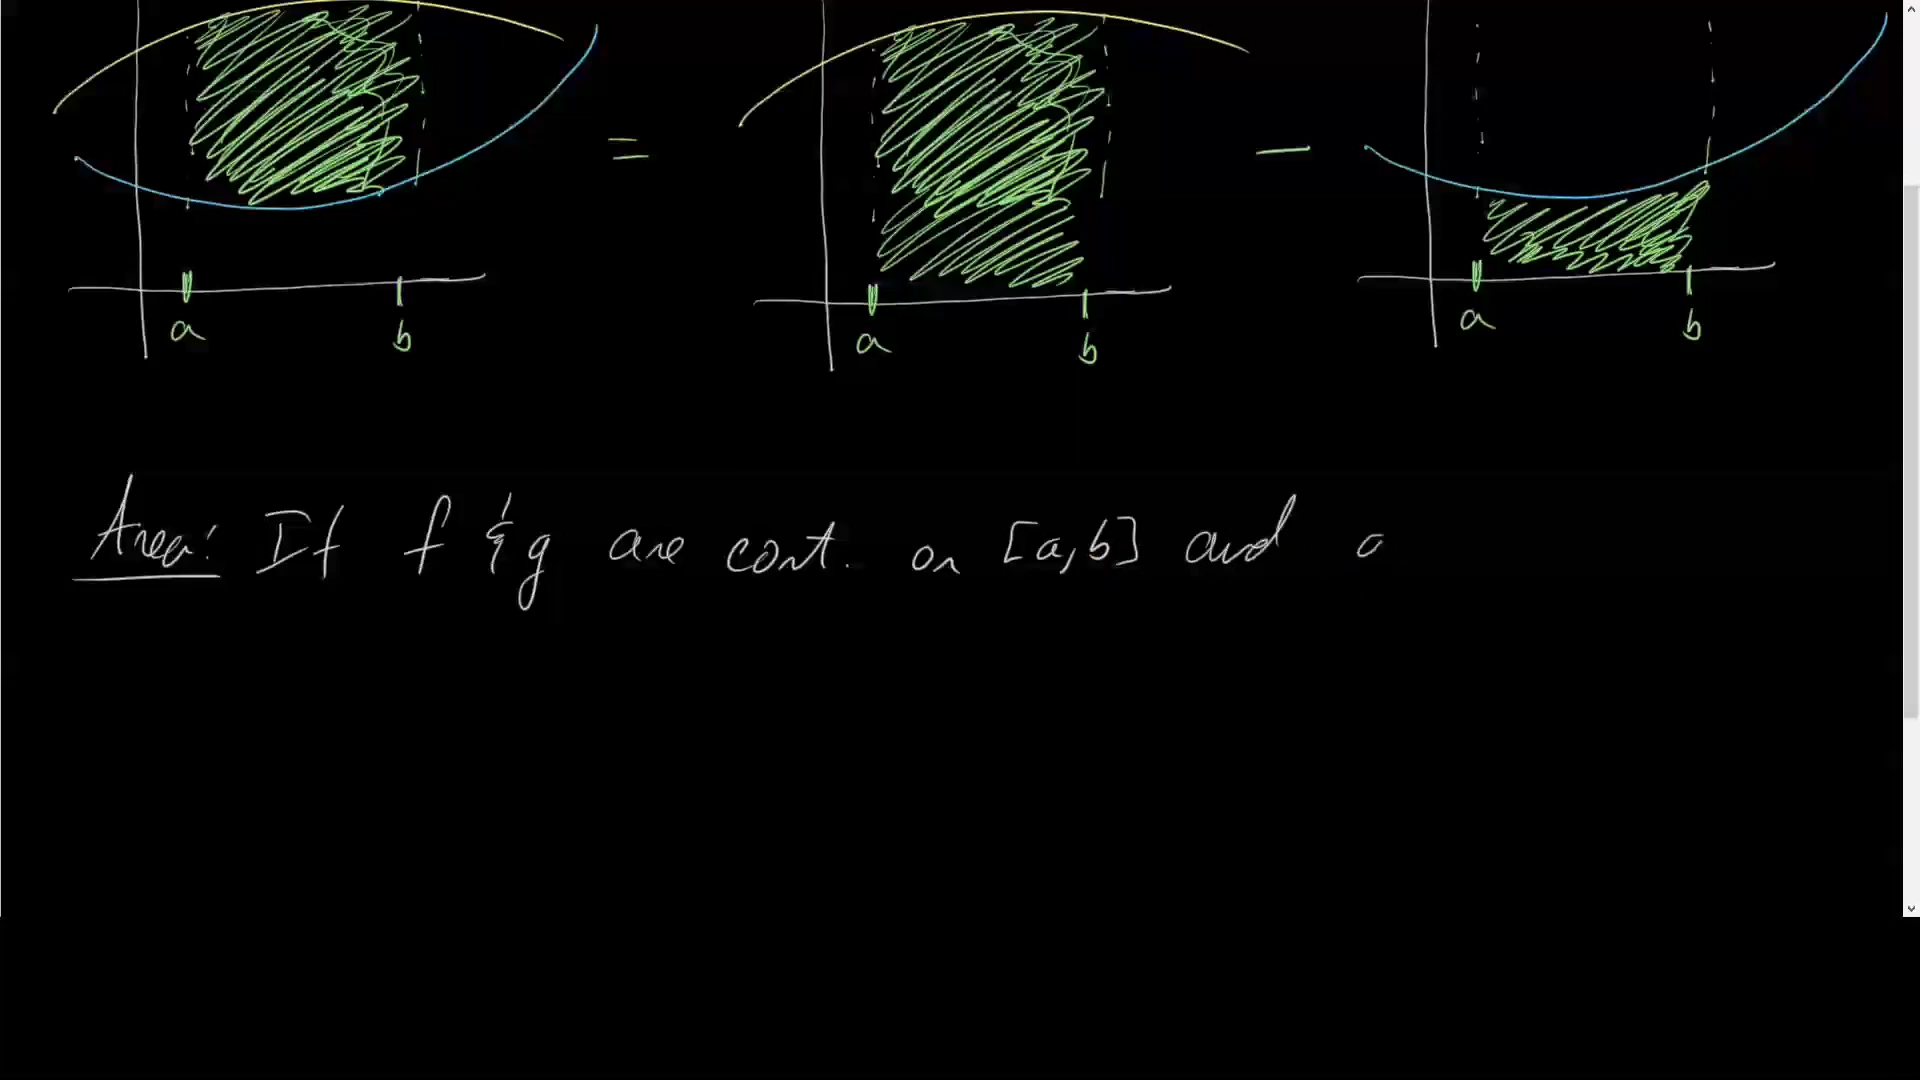 =
−
a b
a b
a b
Area: If f & g are cont. on [a,b] and a